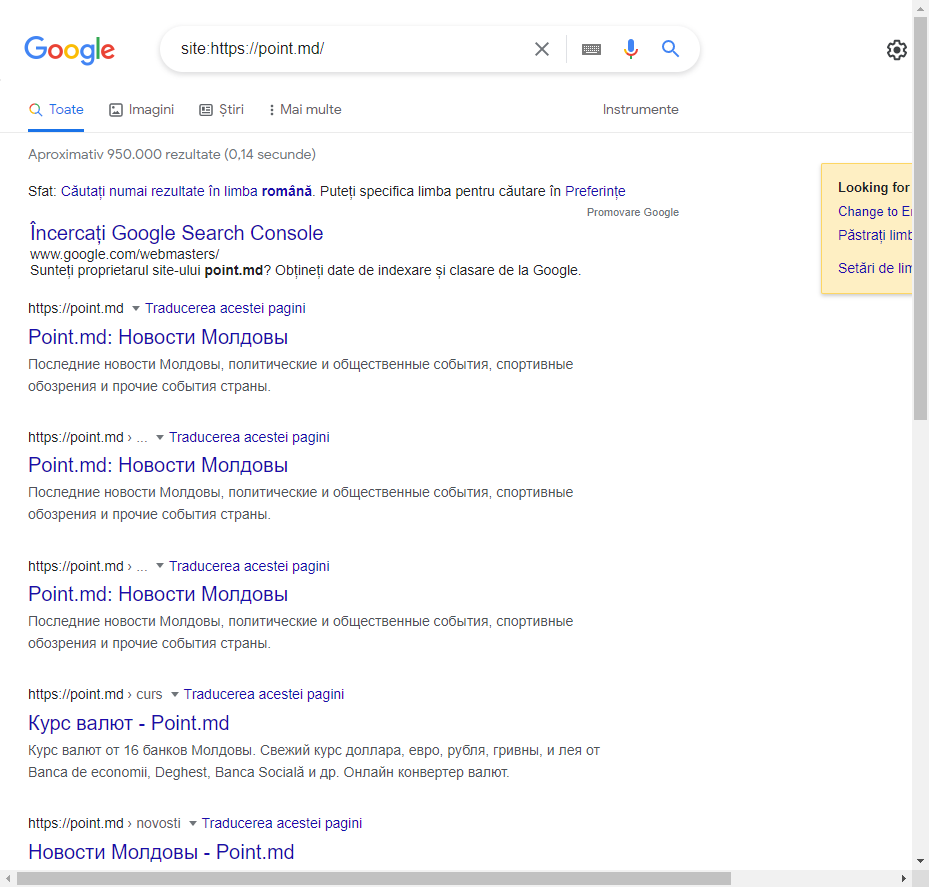 Google
site:https://point.md/
Toate Imagini Știri Mai multe Instrumente
Aproximativ 950.000 rezultate (0,14 secunde)
Sfat: Căutați numai rezultate în limba română. Puteți specifica limba pentru căutare în Preferințe
Promovare Google
Încercați Google Search Console
www.google.com/webmasters/
Sunteți proprietarul site-ului point.md? Obțineți date de indexare și clasare de la Google.
https://point.md Traducerea acestei pagini
Point.md: Новости Молдовы
Последние новости Молдовы, политические и общественные события, спортивные
обозрения и прочие события страны.
https://point.md › ... Traducerea acestei pagini
Point.md: Новости Молдовы
Последние новости Молдовы, политические и общественные события, спортивные
обозрения и прочие события страны.
https://point.md › ... Traducerea acestei pagini
Point.md: Новости Молдовы
Последние новости Молдовы, политические и общественные события, спортивные
обозрения и прочие события страны.
https://point.md › curs Traducerea acestei pagini
Курс валют - Point.md
Курс валют от 16 банков Молдовы. Свежий курс доллара, евро, рубля, гривны, и лея от
Banca de economii, Deghest, Banca Socială и др. Онлайн конвертер валют.
https://point.md › novosti Traducerea acestei pagini
Новости Молдовы - Point.md
Looking for
Change to
Păstrați
Setări de